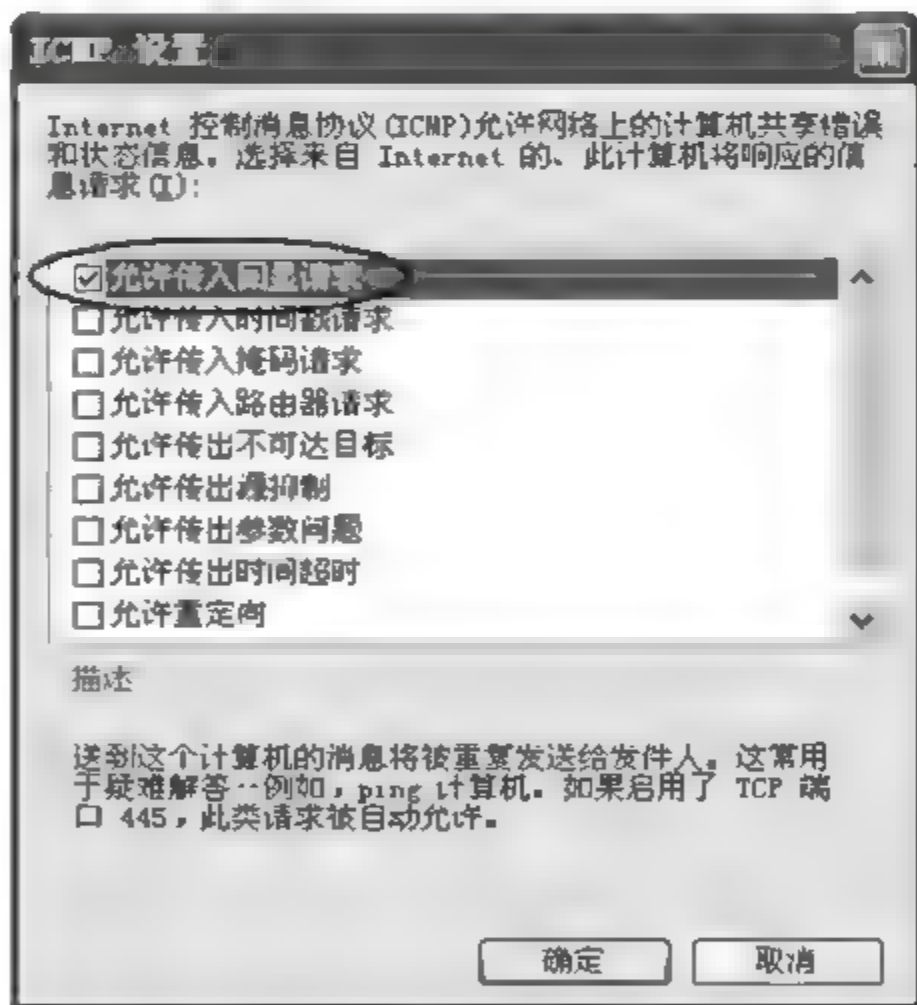 ICMP 设置
Internet 控制消息协议(ICMP)允许网络上的计算机共享错误
和状态信息。选择来自 Internet 的、此计算机将响应的信
息请求(I):
允许传入回显请求
允许传入时间戳请求
允许传入掩码请求
允许传入路由器请求
允许传出不可达目标
允许传出源抑制
允许传出参数问题
允许传出时间超时
允许重定向
描述
送到这个计算机的消息将被重复发送给发件人。这常用
于疑难解答--例如，ping 计算机。如果启用了 TCP 端
口 445，此类请求被自动允许。
确定
取消